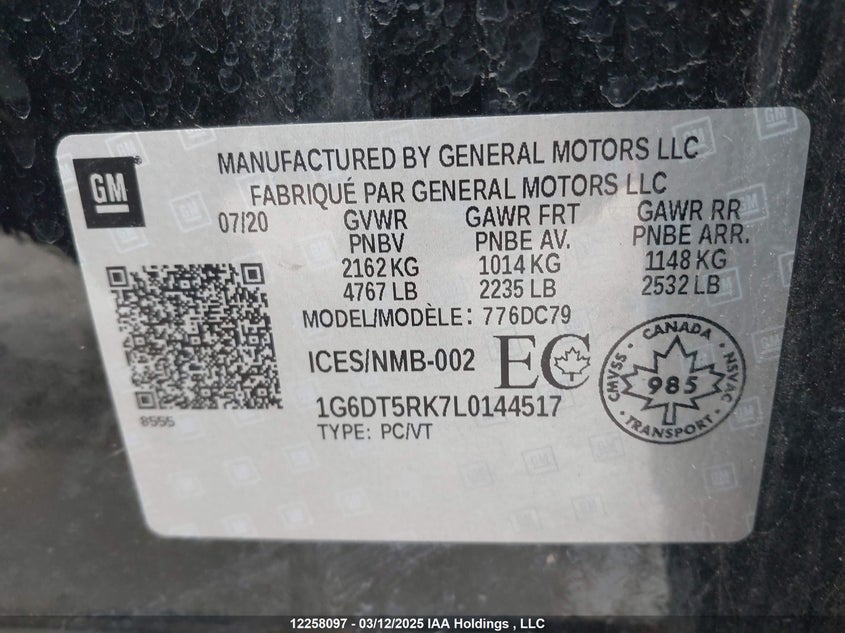 GM
MANUFACTURED BY GENERAL MOTORS LLC
FABRIQUÉ PAR GENERAL MOTORS LLC
07/20 GVWR GAWR FRT GAWR RR
PNBV PNBE AV. PNBE ARR.
2162 KG 1014 KG 1148 KG
4767 LB 2235 LB 2532 LB
MODEL/MODÈLE: 776DC79
ICES/NMB-002 EC
CANADA
CMVSS 985 NSVAC
TRANSPORT
8555
1G6DT5RK7L0144517
TYPE: PC/VT
12258097 - 03/12/2025 IAA Holdings , LLC